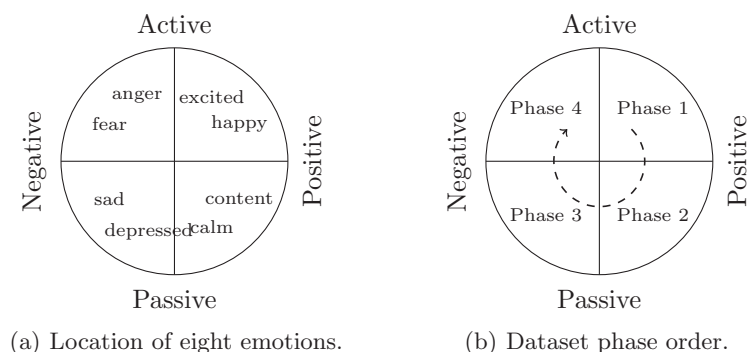 Active
anger
excited
fear
happy
Negative
Positive
sad
content
depressed
calm
Passive
(a) Location of eight emotions.
Active
Phase 4
Phase 1
Negative
Positive
Phase 3
Phase 2
Passive
(b) Dataset phase order.